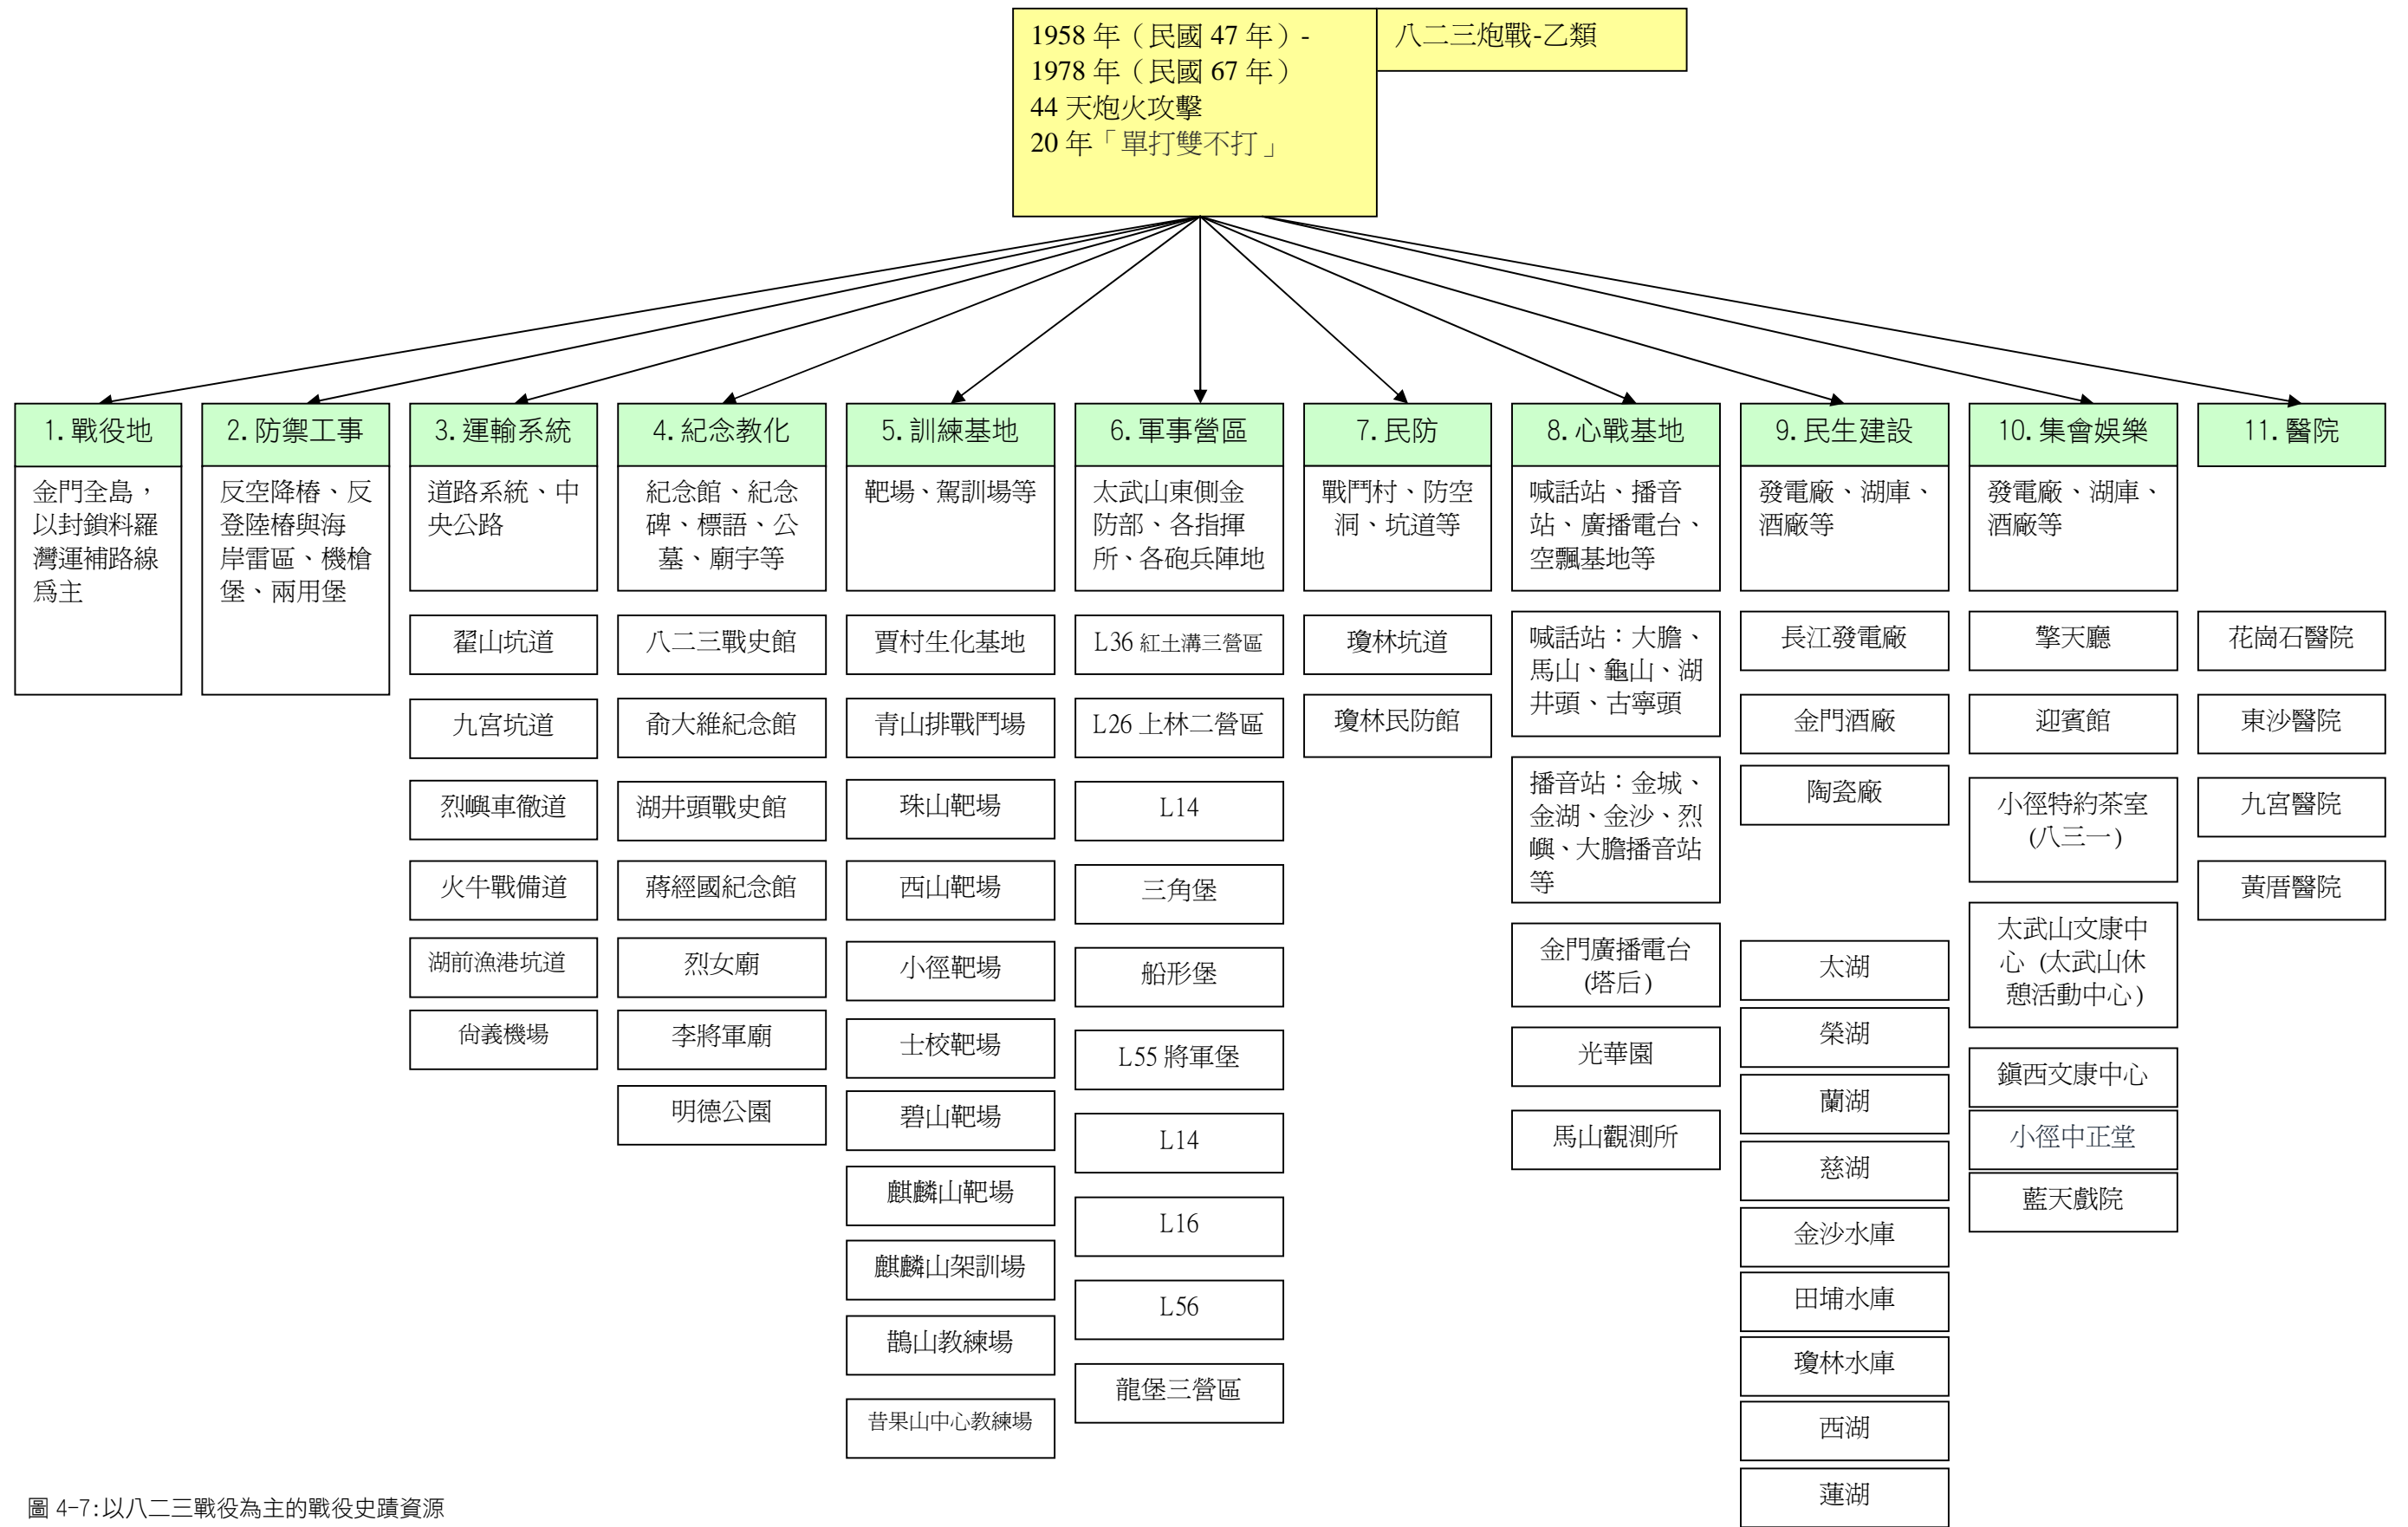 1958 年（民國 47 年）-
1978 年（民國 67 年）
44 天炮火攻擊
20 年「單打雙不打」
八二三炮戰-乙類
1.戰役地
金門全島，
以封鎖料羅
灣運補路線
爲主
2.防禦工事
反空降樁、反
登陸樁與海
岸雷區、機槍
堡、兩用堡
3.運輸系統
道路系統、中
央公路
翟山坑道
九宮坑道
烈嶼車徹道
火牛戰備道
湖前漁港坑道
尙義機場
4.紀念教化
紀念館、紀念
碑、標語、公
墓、廟宇等
八二三戰史館
俞大維紀念館
湖井頭戰史館
蔣經國紀念館
烈女廟
李將軍廟
明德公園
5.訓練基地
靶場、駕訓場等
賈村生化基地
青山排戰鬥場
珠山靶場
西山靶場
小徑靶場
士校靶場
碧山靶場
麒麟山靶場
麒麟山架訓場
鵲山教練場
昔果山中心教練場
6.軍事營區
太武山東側金
防部、各指揮
所、各砲兵陣地
L36 紅土溝三營區
L26 上林二營區
L14
三角堡
船形堡
L55 將軍堡
L14
L16
L56
龍堡三營區
7.民防
戰鬥村、防空
洞、坑道等
瓊林坑道
瓊林民防館
8.心戰基地
喊話站、播音
站、廣播電台、
空飄基地等
喊話站：大膽、
馬山、龜山、湖
井頭、古寧頭
播音站：金城、
金湖、金沙、烈
嶼、大膽播音站
等
金門廣播電台
(塔后)
光華園
馬山觀測所
9.民生建設
發電廠、湖庫、
酒廠等
長江發電廠
金門酒廠
陶瓷廠
太湖
榮湖
蘭湖
慈湖
金沙水庫
田埔水庫
瓊林水庫
西湖
蓮湖
10.集會娛樂
發電廠、湖庫、
酒廠等
擎天廳
迎賓館
小徑特約茶室
(八三一)
太武山文康中
心 (太武山休
憩活動中心)
鎮西文康中心
小徑中正堂
藍天戲院
11.醫院
花崗石醫院
東沙醫院
九宮醫院
黃厝醫院
圖 4-7:以八二三戰役為主的戰役史蹟資源